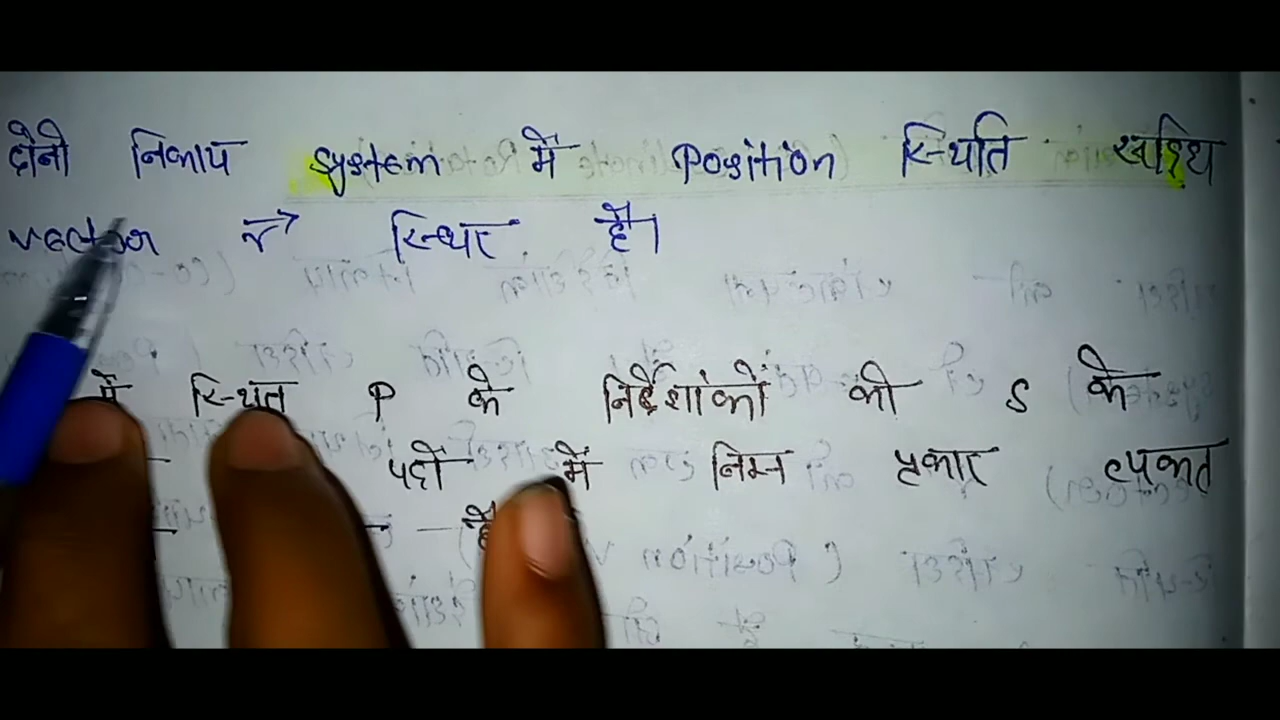 दोनो निकाय system में Position स्थिति सदिश
vector r→ स्थिर है।
में स्थित P के निर्देशांकों को S के
पदों में निम्न प्रकार व्यक्त
है